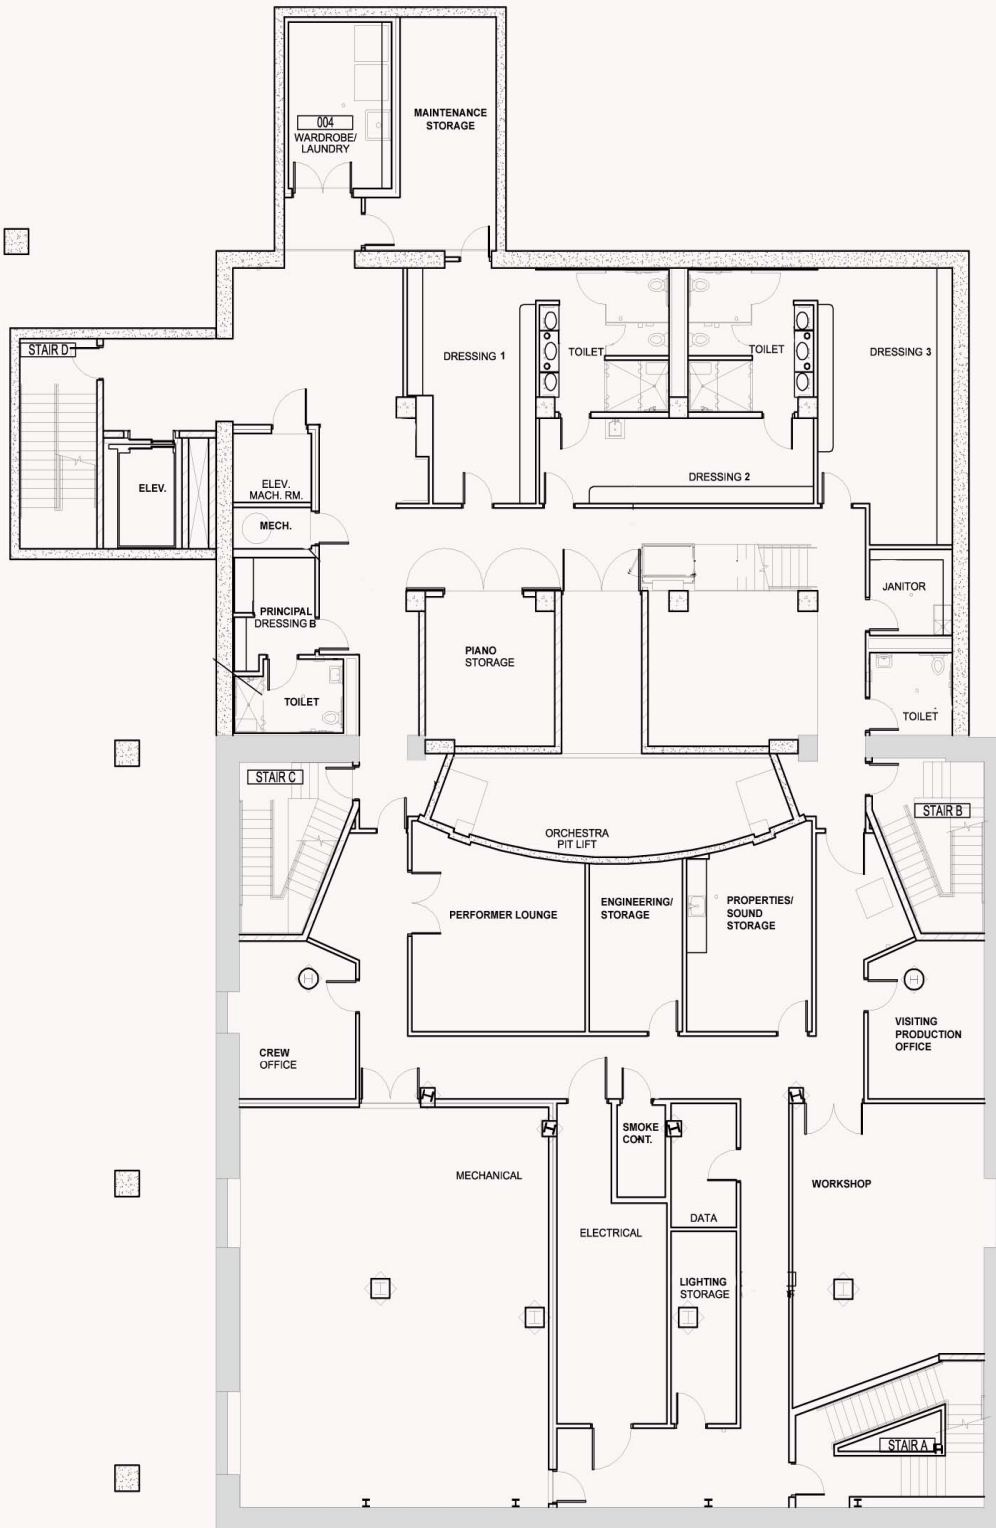 MAINTENANCE
STORAGE
004
WARDROBE/
LAUNDRY
STAIR D
DRESSING 1
TOILET
TOILET
DRESSING 3
ELEV.
ELEV.
MACH. RM.
DRESSING 2
MECH.
JANITOR
PRINCIPAL
DRESSING B
PIANO
STORAGE
TOILET
TOILET
STAIR C
STAIR B
ORCHESTRA
PIT LIFT
PERFORMER LOUNGE
ENGINEERING/
STORAGE
PROPERTIES/
SOUND
STORAGE
H
H
CREW
OFFICE
VISITING
PRODUCTION
OFFICE
SMOKE
CONT.
MECHANICAL
WORKSHOP
DATA
ELECTRICAL
LIGHTING
STORAGE
STAIR A